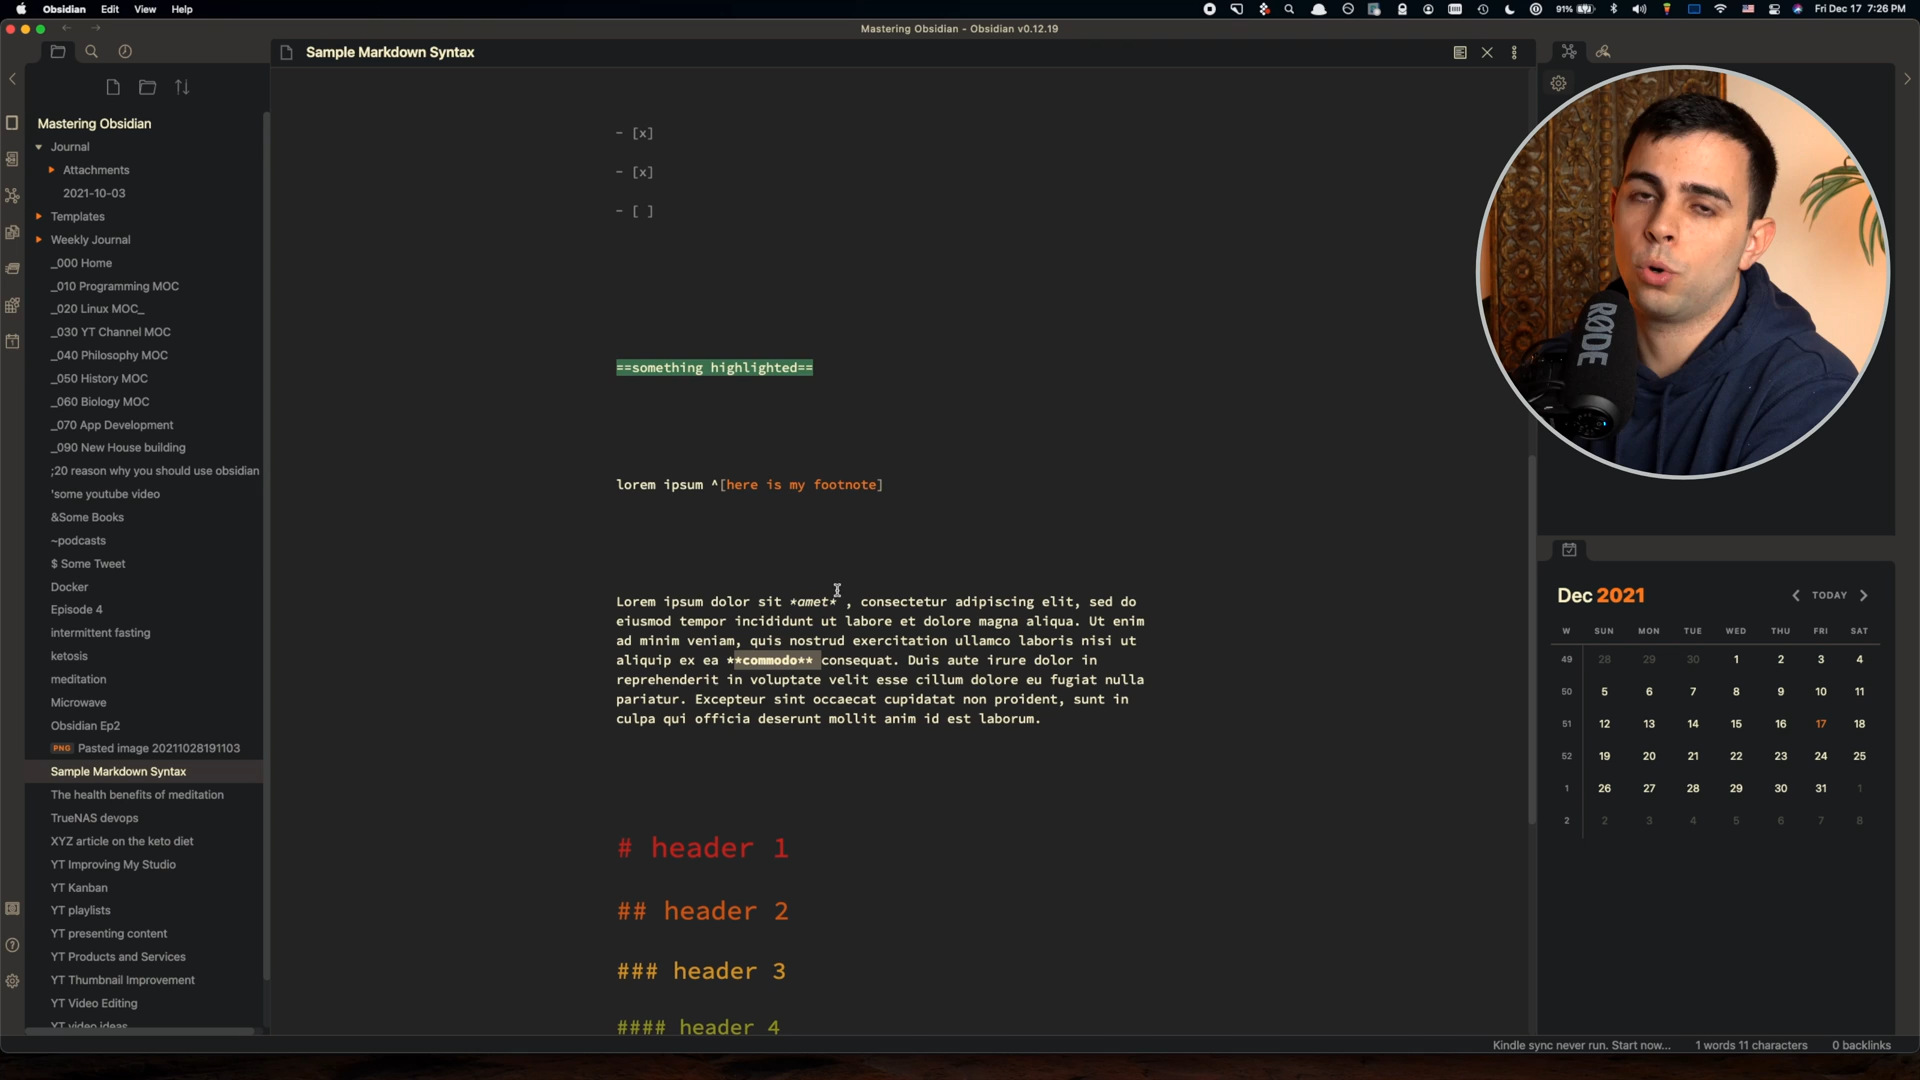 Obsidian Edit View Help
91% Fri Dec 17 7:26 PM
Mastering Obsidian - Obsidian v0.12.19
Sample Markdown Syntax
Mastering Obsidian
Journal
Attachments
2021-10-03
Templates
Weekly Journal
_000 Home
_010 Programming MOC
_020 Linux MOC_
_030 YT Channel MOC
_040 Philosophy MOC
_050 History MOC
_060 Biology MOC
_070 App Development
_090 New House building
;20 reason why you should use obsidian
'some youtube video
&Some Books
~podcasts
$ Some Tweet
Docker
Episode 4
intermittent fasting
ketosis
meditation
Microwave
Obsidian Ep2
PNG Pasted image 20211028191103
Sample Markdown Syntax
The health benefits of meditation
TrueNAS devops
XYZ article on the keto diet
YT Improving My Studio
YT Kanban
YT playlists
YT presenting content
YT Products and Services
YT Thumbnail Improvement
YT Video Editing
YT video ideas
- [x]
- [x]
- [ ]
==something highlighted==
lorem ipsum ^[here is my footnote]
Lorem ipsum dolor sit *amet* , consectetur adipiscing elit, sed do
eiusmod tempor incididunt ut labore et dolore magna aliqua. Ut enim
ad minim veniam, quis nostrud exercitation ullamco laboris nisi ut
aliquip ex ea **commodo** consequat. Duis aute irure dolor in
reprehenderit in voluptate velit esse cillum dolore eu fugiat nulla
pariatur. Excepteur sint occaecat cupidatat non proident, sunt in
culpa qui officia deserunt mollit anim id est laborum.
# header 1
## header 2
### header 3
#### header 4
RØDE
Dec 2021 TODAY
W SUN MON TUE WED THU FRI SAT
49 28 29 30 1 2 3 4
50 5 6 7 8 9 10 11
51 12 13 14 15 16 17 18
52 19 20 21 22 23 24 25
1 26 27 28 29 30 31 1
2 2 3 4 5 6 7 8
Kindle sync never run. Start now... 1 words 11 characters 0 backlinks